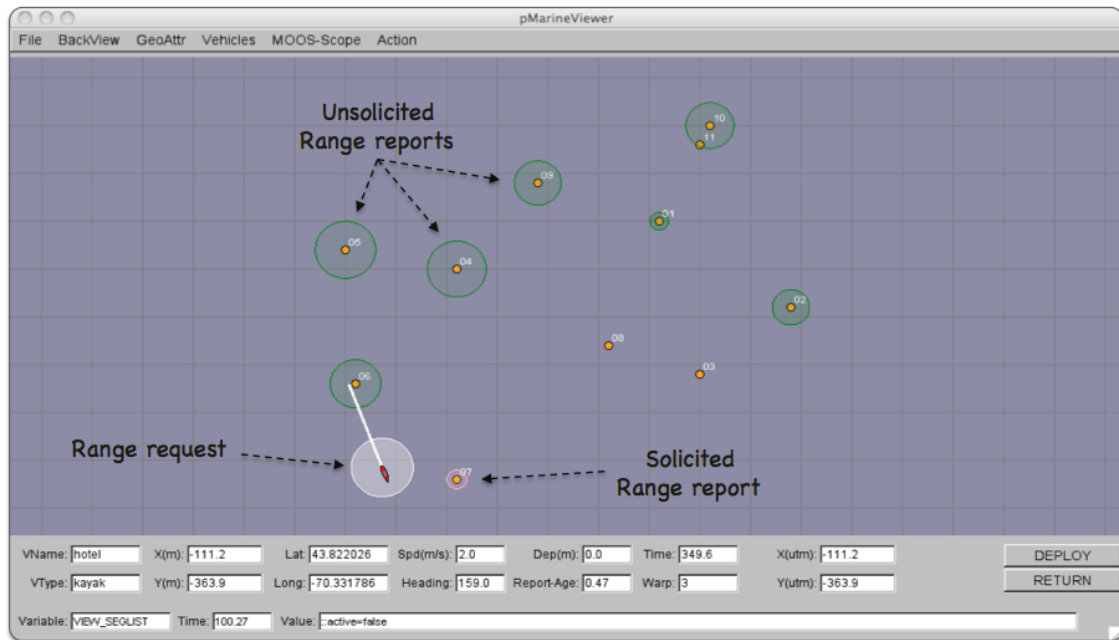 pMarineViewer
File BackView GeoAttr Vehicles MOOS-Scope Action
Unsolicited
Range reports
10
11
09
01
05
04
02
08
03
06
Range request
07
Solicited
Range report
VName: hotel X(m): -111.2 Lat: 43.822026 Spd(m/s): 2.0 Dep(m): 0.0 Time: 349.6 X(utm): -111.2 DEPLOY
VType: kayak Y(m): -363.9 Long: -70.331786 Heading: 159.0 Report-Age: 0.47 Warp: 3 Y(utm): -363.9 RETURN
Variable: VIEW_SEGLIST Time: 100.27 Value: ::active=false